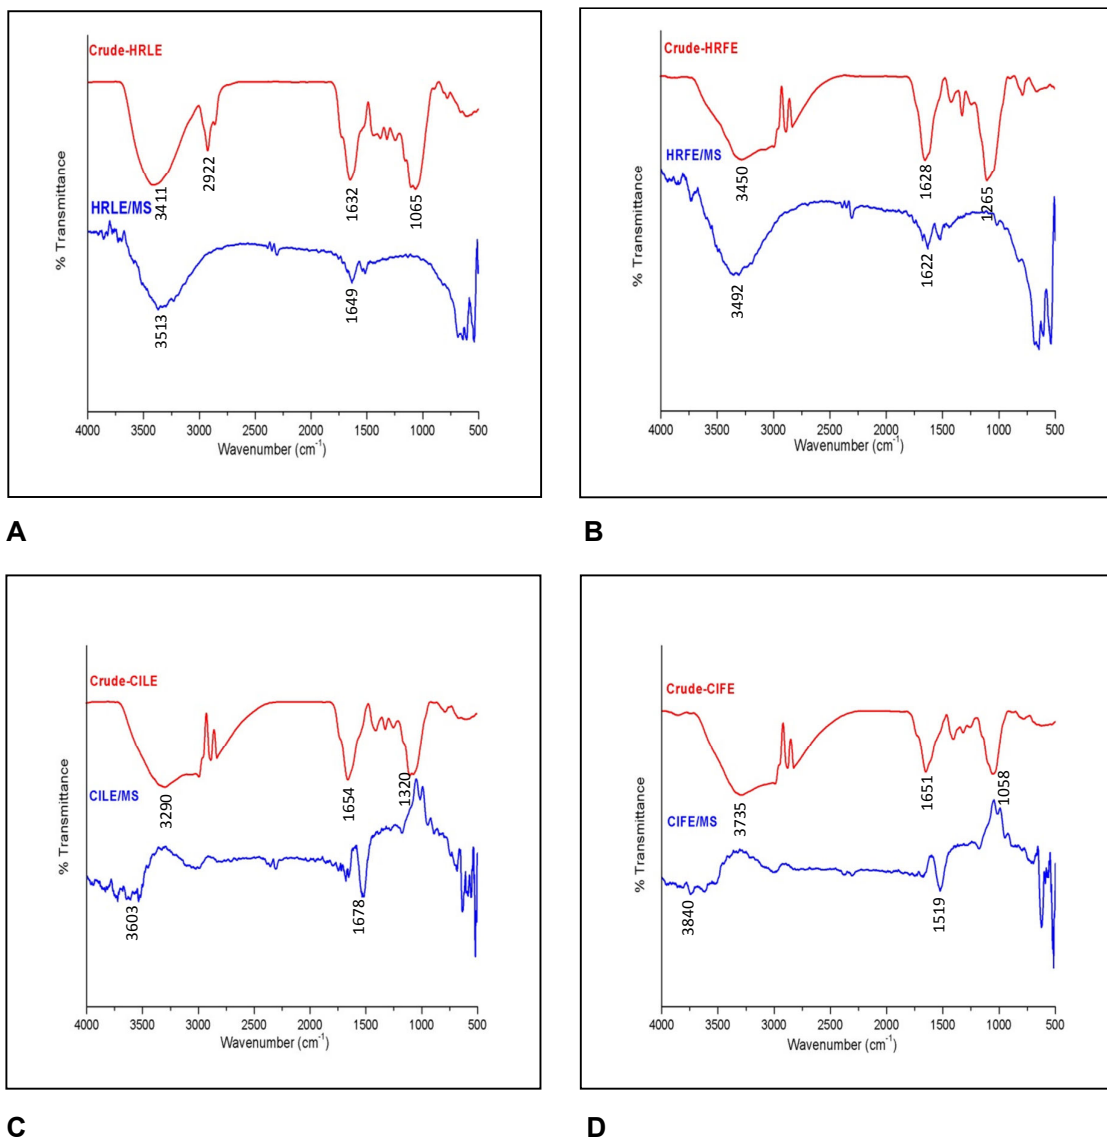 Crude-HRLE
HRLE/MS
3411
2922
1632
1065
3513
1649
% Transmittance
4000 3500 3000 2500 2000 1500 1000 500
Wavenumber (cm-1)
A
Crude-HRFE
HRFE/MS
3450
1628
1265
3492
1622
% Transmittance
4000 3500 3000 2500 2000 1500 1000 500
Wavenumber (cm-1)
B
Crude-CILE
CILE/MS
3290
1654
1320
3603
1678
% Transmittance
4000 3500 3000 2500 2000 1500 1000 500
Wavenumber (cm-1)
C
Crude-CIFE
CIFE/MS
3735
1651
1058
3840
1519
% Transmittance
4000 3500 3000 2500 2000 1500 1000 500
Wavenumber (cm-1)
D